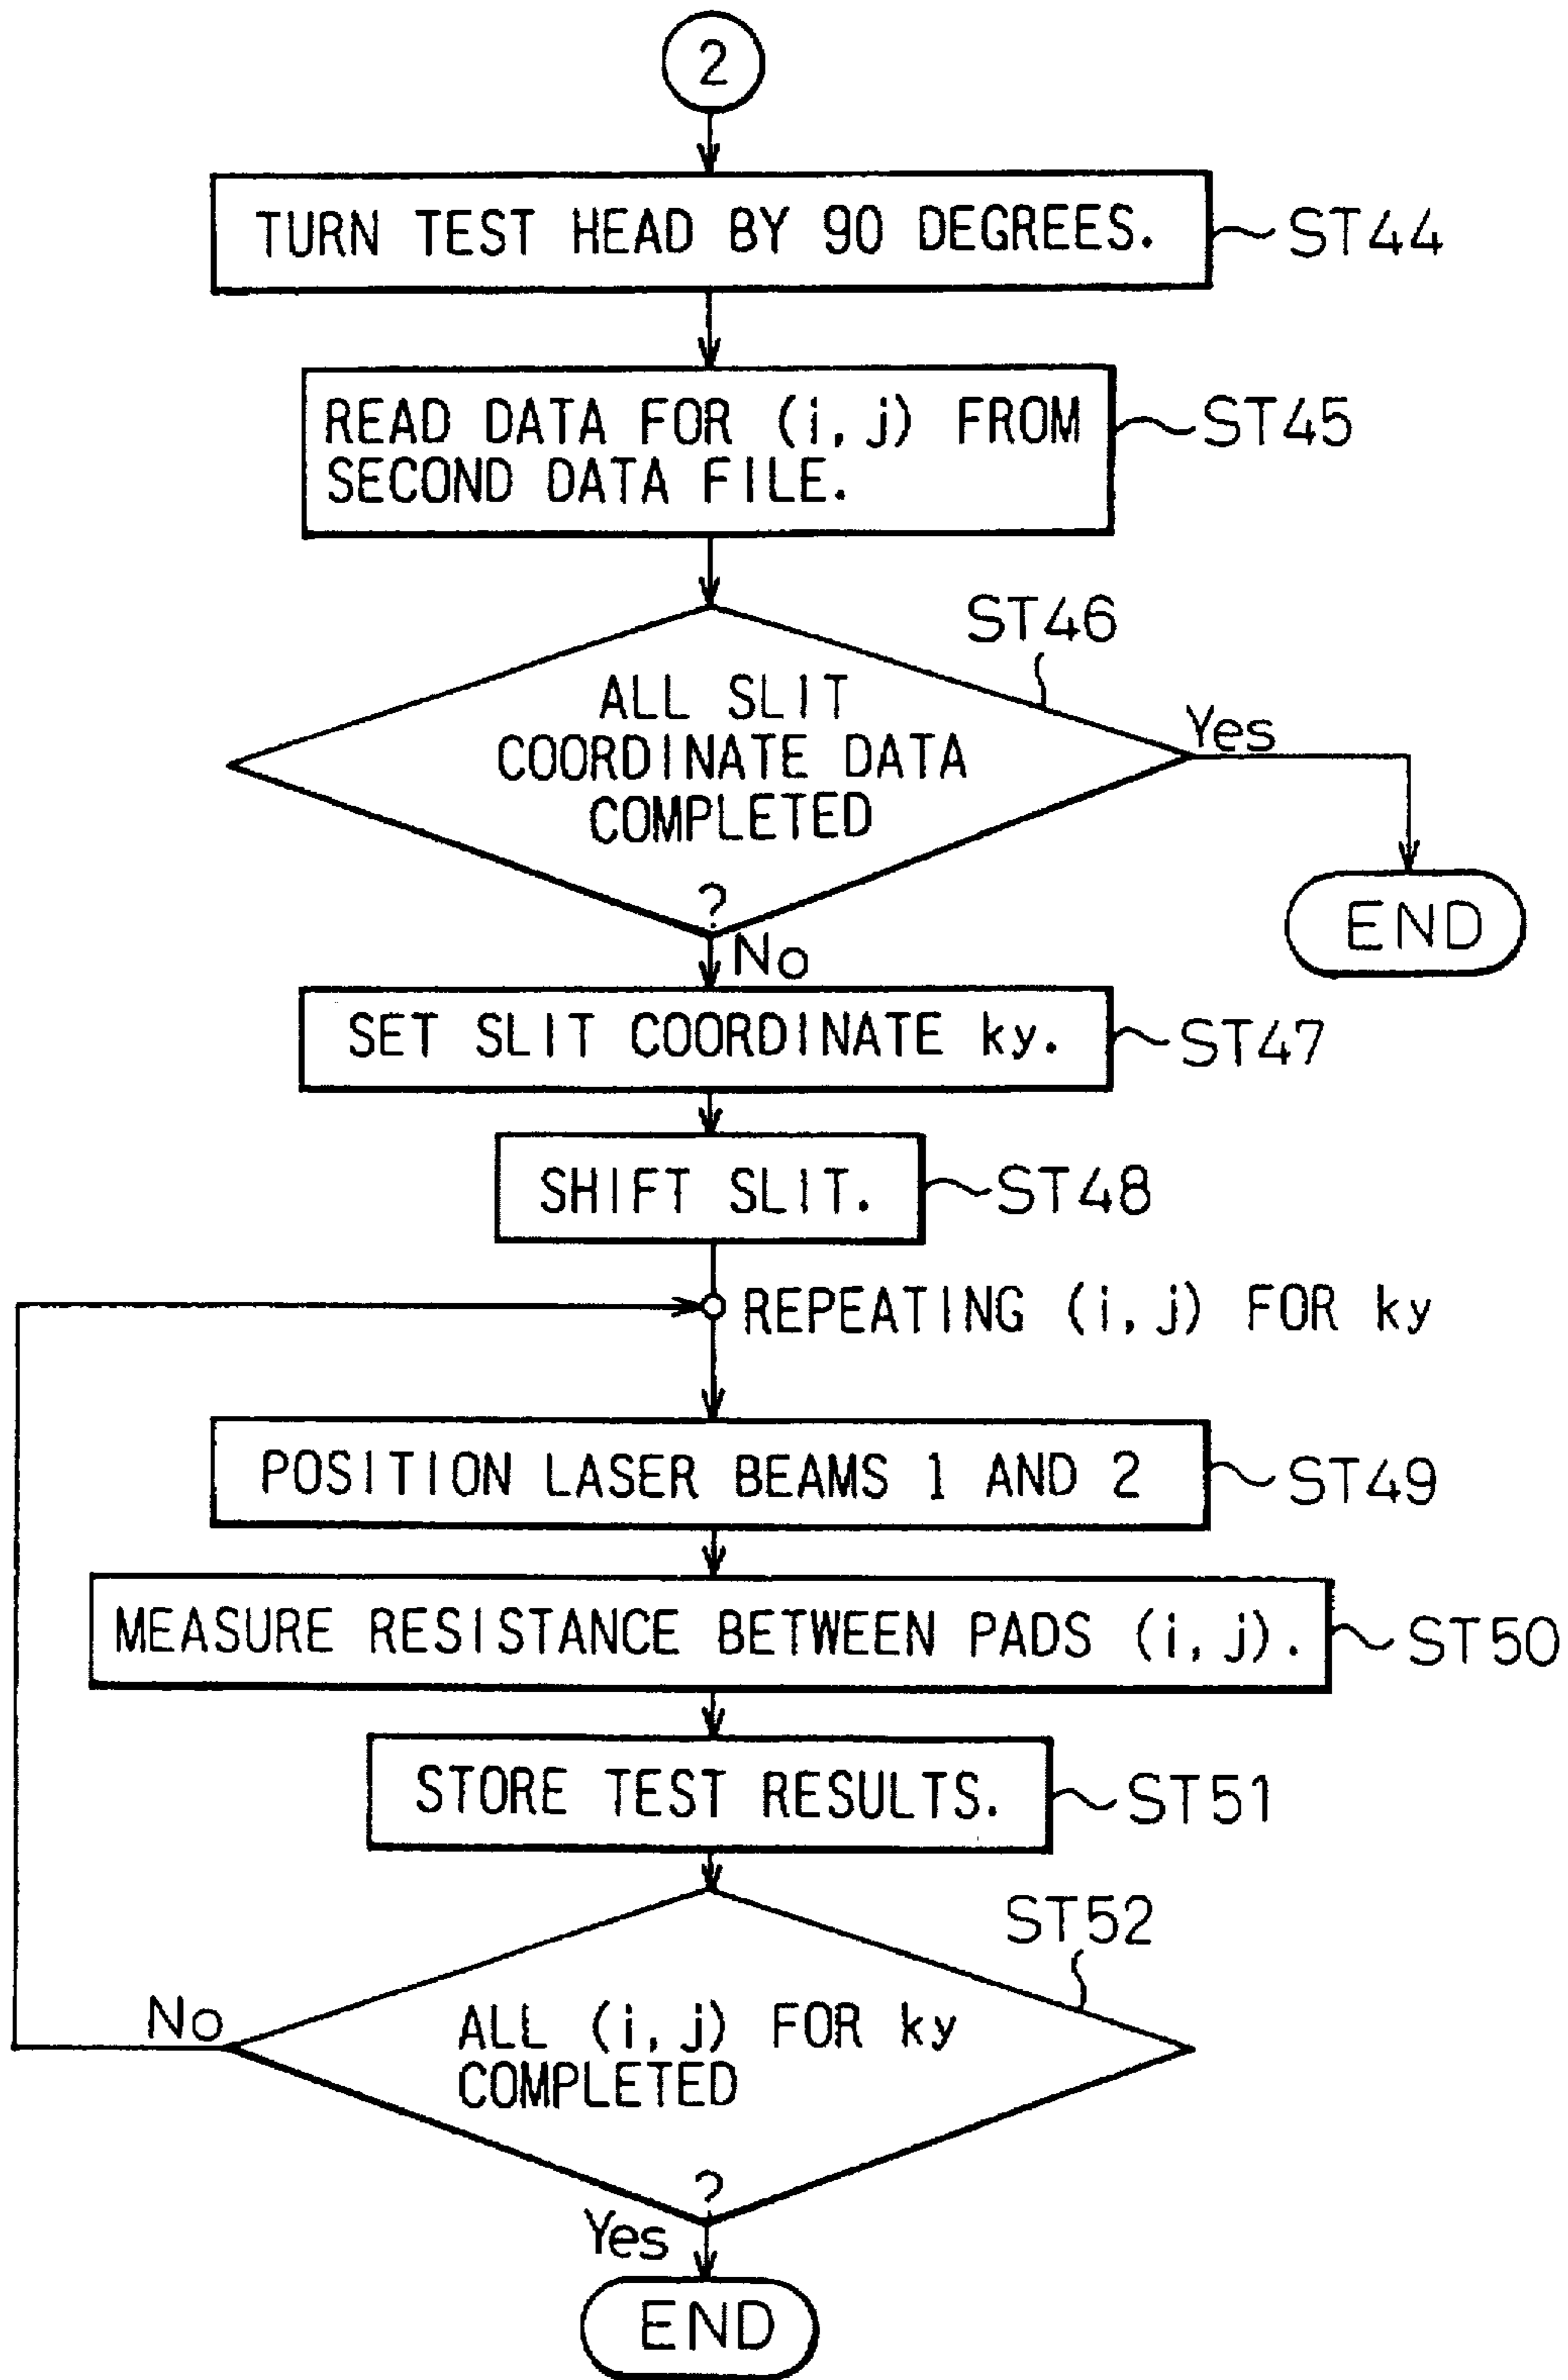 2
TURN TEST HEAD BY 90 DEGREES.
ST44
READ DATA FOR (i, j) FROM
SECOND DATA FILE.
ST45
ST46
ALL SLIT
COORDINATE DATA
COMPLETED
?
Yes
END
No
SET SLIT COORDINATE ky.
ST47
SHIFT SLIT.
ST48
REPEATING (i, j) FOR ky
POSITION LASER BEAMS 1 AND 2
ST49
MEASURE RESISTANCE BETWEEN PADS (i, j).
ST50
STORE TEST RESULTS.
ST51
ST52
No
ALL (i, j) FOR ky
COMPLETED
?
Yes
END